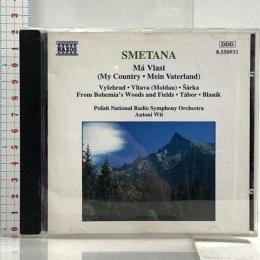 NAXOS
DDD
8.550931
SMETANA
Má Vlast
(My Country • Mein Vaterland)
Vyšehrad • Vltava (Moldau) • Šárka
From Bohemia's Woods and Fields • Tábor • Blaník
Polish National Radio Symphony Orchestra
Antoni Wit